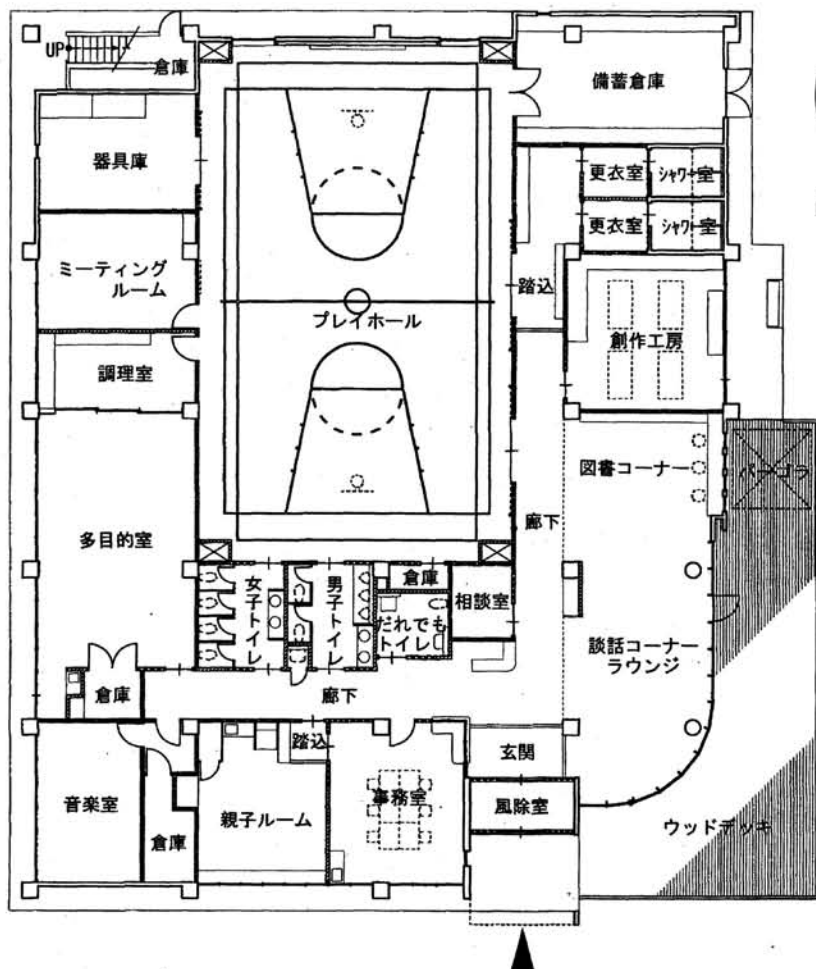 UP
倉庫
備蓄倉庫
器具庫
更衣室
シャワー室
更衣室
シャワー室
ミーティング
ルーム
踏込
プレイホール
創作工房
調理室
図書コーナー
パーゴラ
多目的室
廊下
女子トイレ
男子トイレ
倉庫
相談室
だれでも
トイレ
談話コーナー
ラウンジ
倉庫
廊下
踏込
玄関
音楽室
倉庫
親子ルーム
事務室
風除室
ウッドデッキ